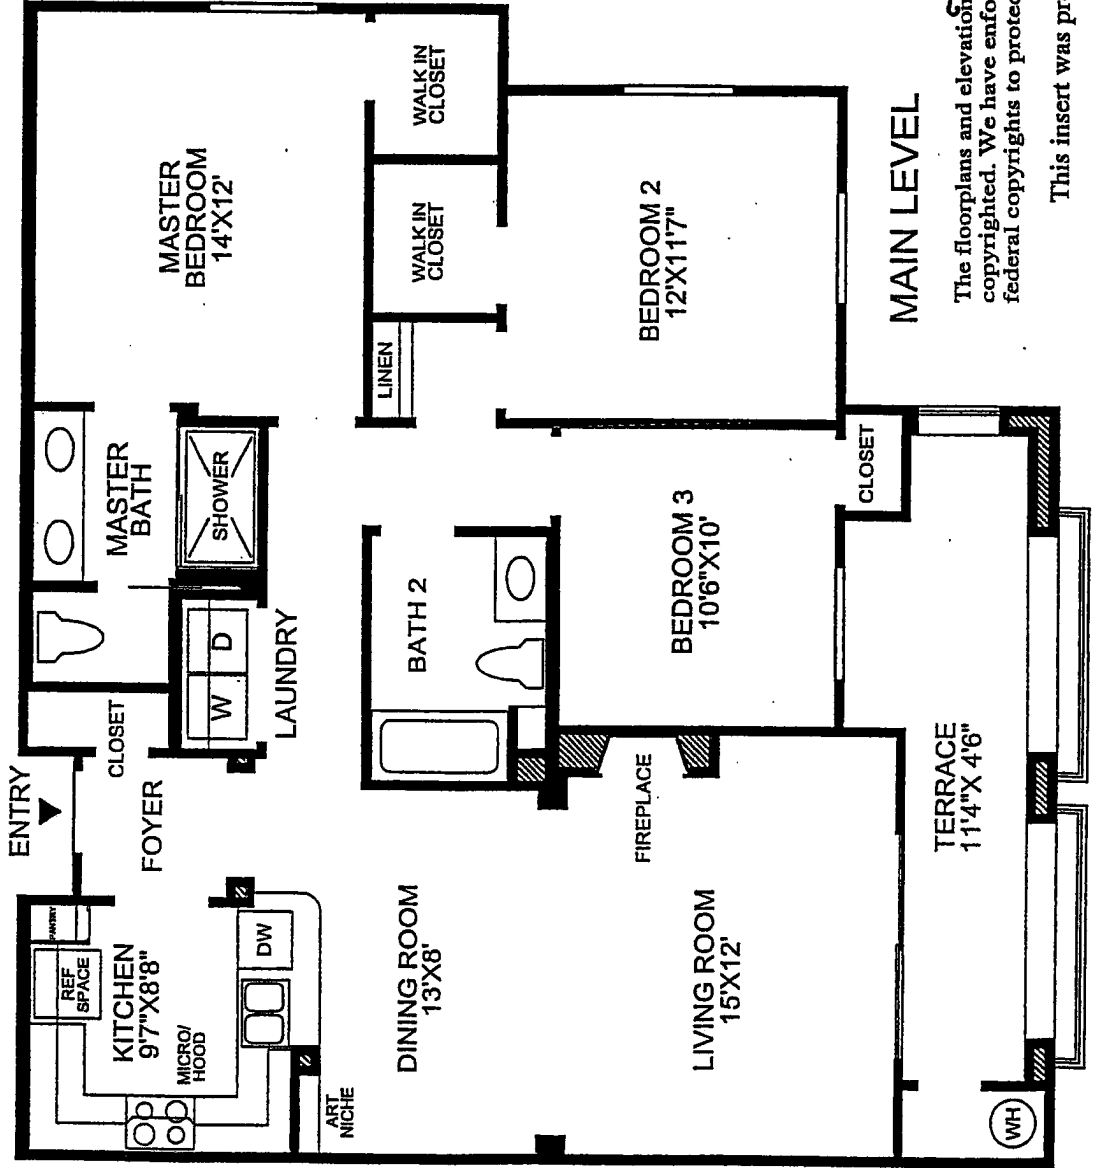 ENTRY
FOYER
CLOSET
PANTRY
REF
SPACE
KITCHEN
9'7"X8'8"
MICRO/
HOOD
DW
ART
NICHE
W
D
LAUNDRY
MASTER
BATH
SHOWER
MASTER
BEDROOM
14'X12'
WALK IN
CLOSET
WALK IN
CLOSET
LINEN
BATH 2
BEDROOM 2
12'X11'7"
BEDROOM 3
10'6"X10'
CLOSET
DINING ROOM
13'X8'
LIVING ROOM
15'X12'
FIREPLACE
TERRACE
11'4"X 4'6"
WH
MAIN LEVEL
The floorplans and elevation
copyrighted. We have enfo
federal copyrights to protec
This insert was pr